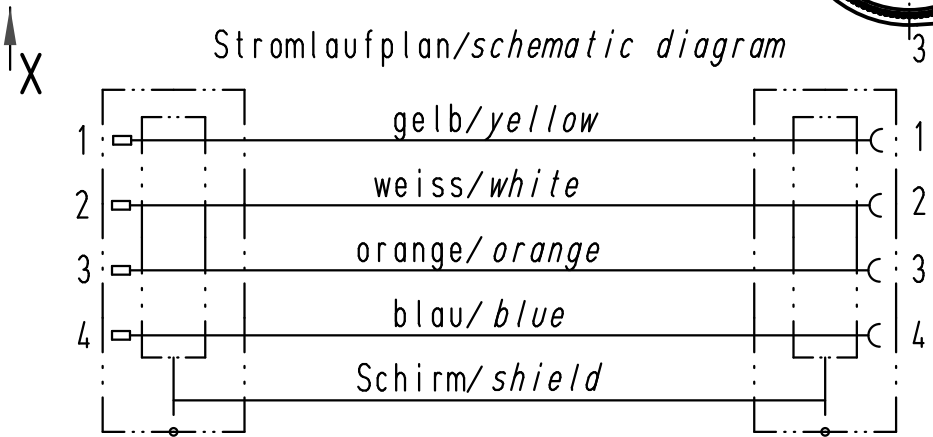 3
X
Stromlaufplan/schematic diagram
1 gelb/yellow 1
2 weiss/white 2
3 orange/orange 3
4 blau/blue 4
Schirm/shield